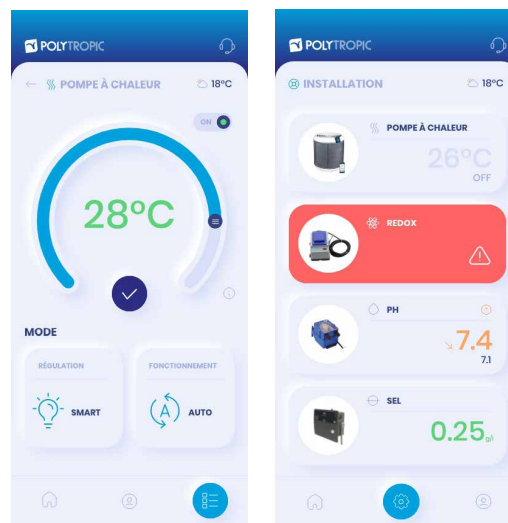 POLYTROPIC
← POMPE À CHALEUR 18°C
ON
28°C
MODE
RÉGULATION
SMART
FONCTIONNEMENT
A AUTO
POLYTROPIC
INSTALLATION 18°C
POMPE À CHALEUR
26°C
OFF
REDOX
PH
7.4
7.1
SEL
0.25g/l